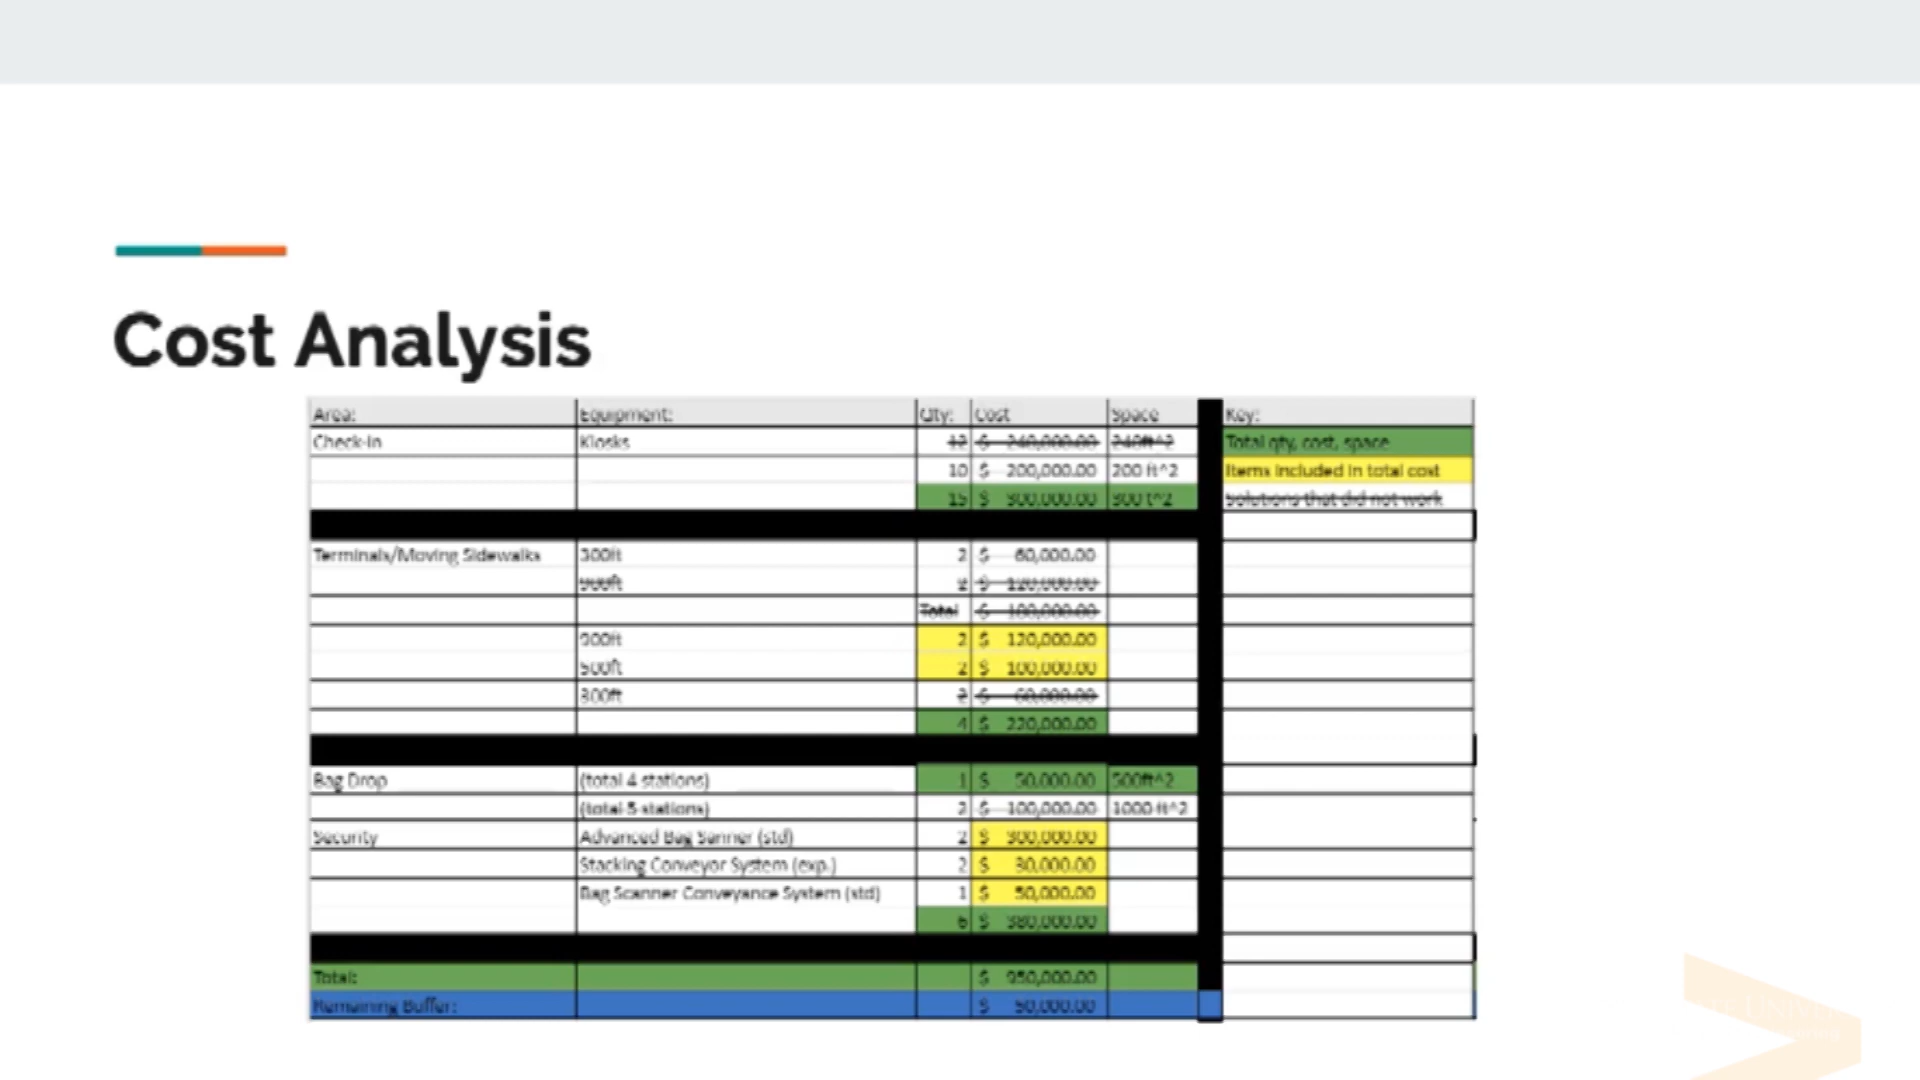 Cost Analysis
Area: Equipment: Qty: Cost Space Key:
Check-in Kiosks 12 $ 240,000.00 240ft^2 Total qty, cost, space
10 $ 200,000.00 200 ft^2 Items included in total cost
15 $ 300,000.00 300 t^2 Solutions that did not work
Terminals/Moving Sidewalks 300ft 2 $ 60,000.00
900ft 2 $ 120,000.00
Total $ 180,000.00
900ft 2 $ 120,000.00
500ft 2 $ 100,000.00
300ft 2 $ 60,000.00
4 $ 220,000.00
Bag Drop (total 4 stations) 1 $ 50,000.00 500ft^2
(total 5 stations) 2 $ 100,000.00 1000 ft^2
Security Advanced Bag Sanner (std) 2 $ 300,000.00
Stacking Conveyor System (exp.) 2 $ 30,000.00
Bag Scanner Conveyance System (std) 1 $ 50,000.00
$ 380,000.00
Total: $ 950,000.00
Remaining Buffer: $ 50,000.00